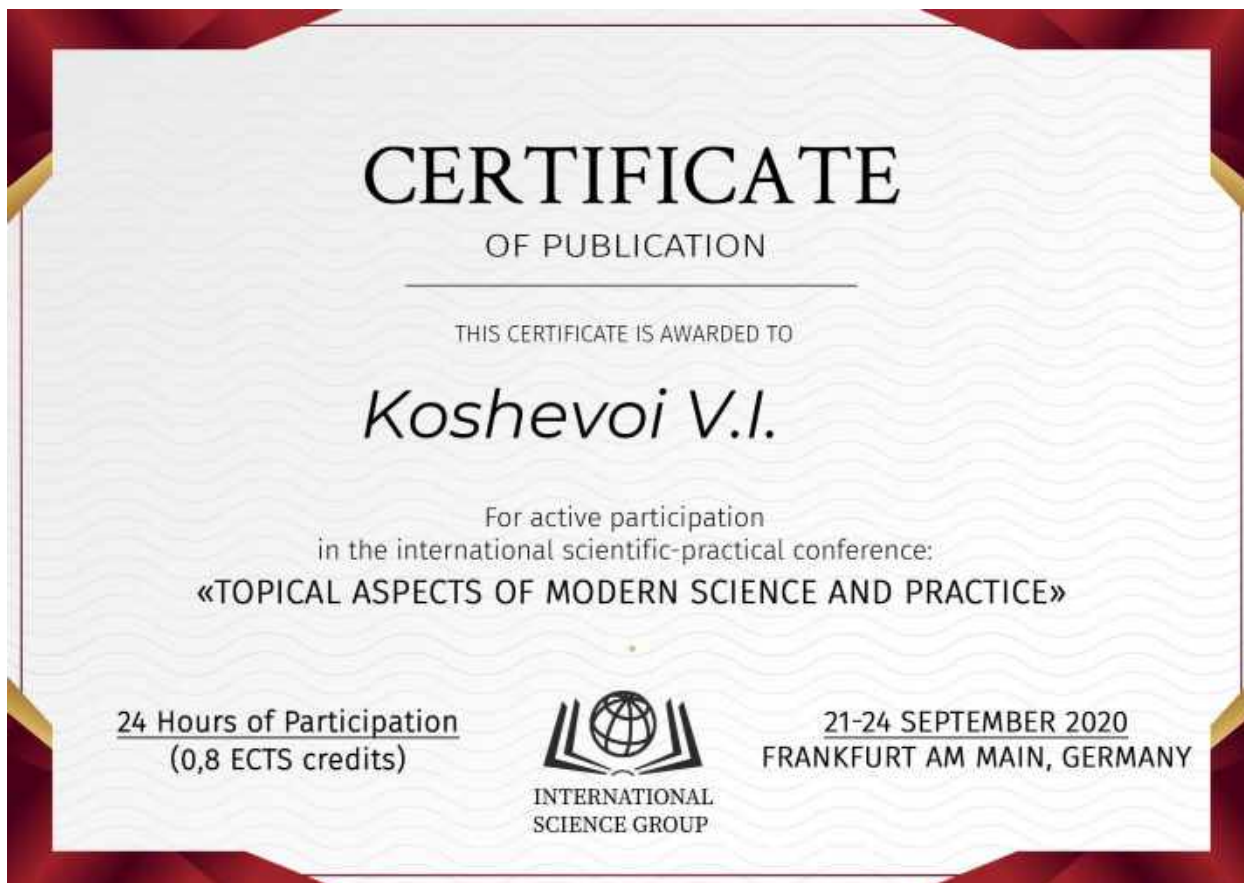 CERTIFICATE
OF PUBLICATION
THIS CERTIFICATE IS AWARDED TO
Koshevoi V.I.
For active participation
in the international scientific-practical conference:
«TOPICAL ASPECTS OF MODERN SCIENCE AND PRACTICE»
24 Hours of Participation
(0,8 ECTS credits)
INTERNATIONAL
SCIENCE GROUP
21-24 SEPTEMBER 2020
FRANKFURT AM MAIN, GERMANY